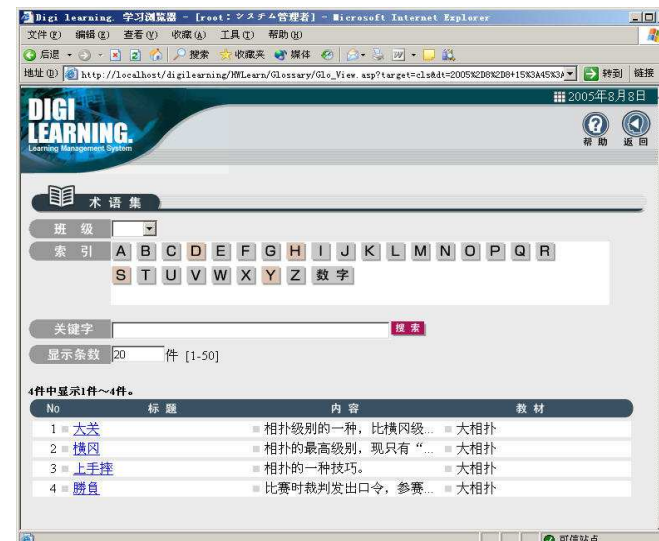 Digi learning. 学习浏览器 - [root:システム管理者] - Microsoft Internet Explorer
文件(F) 编辑(E) 查看(V) 收藏(A) 工具(T) 帮助(H)
后退 搜索 收藏夹 媒体
地址(D) http://localhost/digilearning/HMLearn/Glossary/Glo_View.asp?target=cls&dt=2005%2D8%2D8+15%3A45%3A 转到 链接
2005年8月8日
DIGI
LEARNING.
Learning Management System
帮助 返回
术语集
班级
索引 A B C D E F G H I J K L M N O P Q R
S T U V W X Y Z 数字
关键字 搜索
显示条数 20 件 [1-50]
4件中显示1件~4件。
No 标题 内容 教材
1 大关 相扑级别的一种，比横冈级... 大相扑
2 横冈 相扑的最高级别，现只有“... 大相扑
3 上手摔 相扑的一种技巧。 大相扑
4 勝負 比赛时裁判发出口令，参赛... 大相扑
可信站点